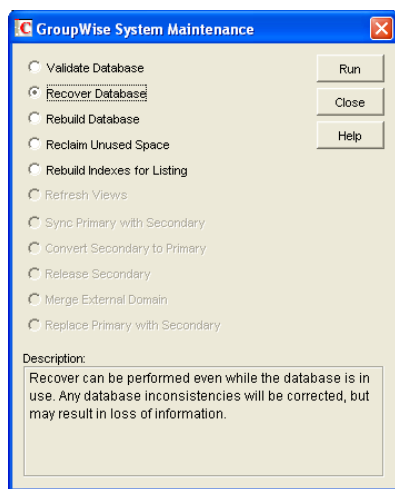 GroupWise System Maintenance
Validate Database
Run
Recover Database
Close
Rebuild Database
Help
Reclaim Unused Space
Rebuild Indexes for Listing
Refresh Views
Sync Primary with Secondary
Convert Secondary to Primary
Release Secondary
Merge External Domain
Replace Primary with Secondary
Description:
Recover can be performed even while the database is in
use. Any database inconsistencies will be corrected, but
may result in loss of information.